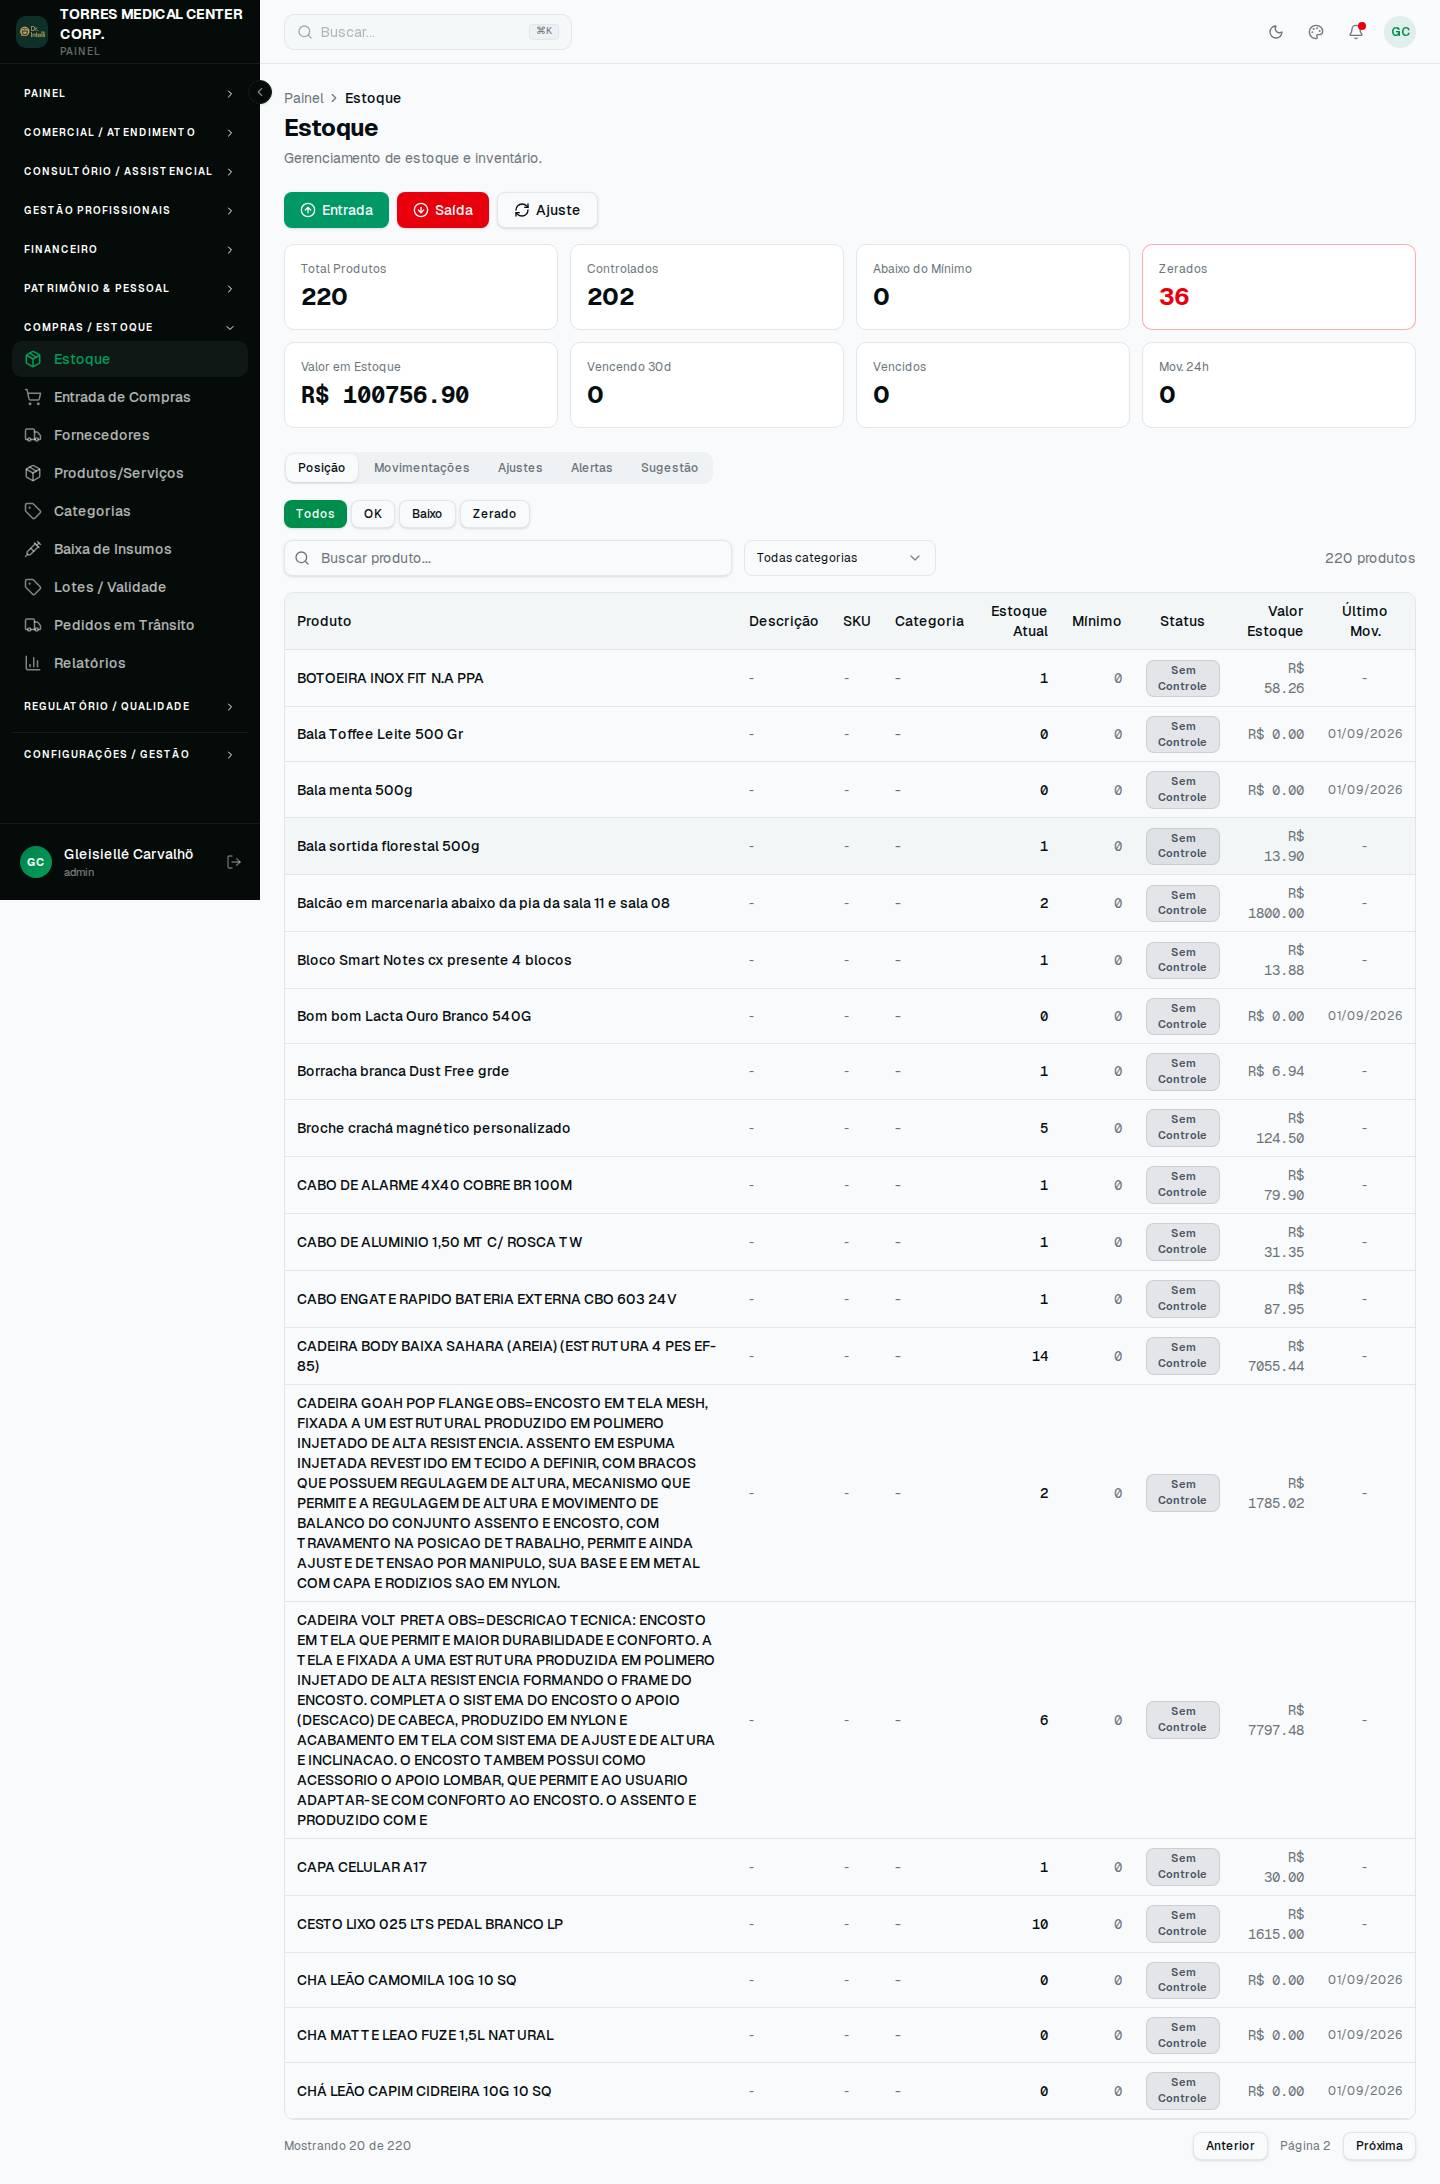 TORRES MEDICAL CENTER
CORP.
PAINEL
PAINEL
COMERCIAL / ATENDIMENTO
CONSULTÓRIO / ASSISTENCIAL
GESTÃO PROFISSIONAIS
FINANCEIRO
PATRIMÔNIO & PESSOAL
COMPRAS / ESTOQUE
Estoque
Entrada de Compras
Fornecedores
Produtos/Serviços
Categorias
Baixa de Insumos
Lotes / Validade
Pedidos em Trânsito
Relatórios
REGULATÓRIO / QUALIDADE
CONFIGURAÇÕES / GESTÃO
GC
Gleisiellé Carvalhö
admin
Buscar...
⌘K
GC
Painel > Estoque
Estoque
Gerenciamento de estoque e inventário.
Entrada Saída Ajuste
Total Produtos Controlados Abaixo do Mínimo Zerados
220 202 0 36
Valor em Estoque Vencendo 30d Vencidos Mov. 24h
R$ 100756.90 0 0 0
Posição Movimentações Ajustes Alertas Sugestão
Todos OK Baixo Zerado
Buscar produto... Todas categorias 220 produtos
Produto Descrição SKU Categoria Estoque Atual Mínimo Status Valor Estoque Último Mov.
BOTOEIRA INOX FIT N.A PPA - - - 1 0 Sem Controle R$ 58.26 -
Bala Toffee Leite 500 Gr - - - 0 0 Sem Controle R$ 0.00 01/09/2026
Bala menta 500g - - - 0 0 Sem Controle R$ 0.00 01/09/2026
Bala sortida florestal 500g - - - 1 0 Sem Controle R$ 13.90 -
Balcão em marcenaria abaixo da pia da sala 11 e sala 08 - - - 2 0 Sem Controle R$ 1800.00 -
Bloco Smart Notes cx presente 4 blocos - - - 1 0 Sem Controle R$ 13.88 -
Bom bom Lacta Ouro Branco 540G - - - 0 0 Sem Controle R$ 0.00 01/09/2026
Borracha branca Dust Free grde - - - 1 0 Sem Controle R$ 6.94 -
Broche crachá magnético personalizado - - - 5 0 Sem Controle R$ 124.50 -
CABO DE ALARME 4X40 COBRE BR 100M - - - 1 0 Sem Controle R$ 79.90 -
CABO DE ALUMINIO 1,50 MT C/ ROSCA TW - - - 1 0 Sem Controle R$ 31.35 -
CABO ENGATE RAPIDO BATERIA EXTERNA CBO 603 24V - - - 1 0 Sem Controle R$ 87.95 -
CADEIRA BODY BAIXA SAHARA (AREIA) (ESTRUTURA 4 PES EF-
85) - - - 14 0 Sem Controle R$ 7055.44 -
CADEIRA GOAH POP FLANGE OBS=ENCOSTO EM TELA MESH,
FIXADA A UM ESTRUTURAL PRODUZIDO EM POLIMERO
INJETADO DE ALTA RESISTENCIA. ASSENTO EM ESPUMA
INJETADA REVESTIDO EM TECIDO A DEFINIR, COM BRACOS
QUE POSSUEM REGULAGEM DE ALTURA, MECANISMO QUE
PERMITE A REGULAGEM DE ALTURA E MOVIMENTO DE
BALANCO DO CONJUNTO ASSENTO E ENCOSTO, COM
TRAVAMENTO NA POSICAO DE TRABALHO, PERMITE AINDA
AJUSTE DE TENSAO POR MANIPULO, SUA BASE E EM METAL
COM CAPA E RODIZIOS SAO EM NYLON. - - - 2 0 Sem Controle R$ 1785.02 -
CADEIRA VOLT PRETA OBS=DESCRICAO TECNICA: ENCOSTO
EM TELA QUE PERMITE MAIOR DURABILIDADE E CONFORTO. A
TELA E FIXADA A UMA ESTRUTURA PRODUZIDA EM POLIMERO
INJETADO DE ALTA RESISTENCIA FORMANDO O FRAME DO
ENCOSTO. COMPLETA O SISTEMA DO ENCOSTO O APOIO
(DESCACO) DE CABECA, PRODUZIDO EM NYLON E
ACABAMENTO EM TELA COM SISTEMA DE AJUSTE DE ALTURA
E INCLINACAO. O ENCOSTO TAMBEM POSSUI COMO
ACESSORIO O APOIO LOMBAR, QUE PERMITE AO USUARIO
ADAPTAR-SE COM CONFORTO AO ENCOSTO. O ASSENTO E
PRODUZIDO COM E - - - 6 0 Sem Controle R$ 7797.48 -
CAPA CELULAR A17 - - - 1 0 Sem Controle R$ 30.00 -
CESTO LIXO 025 LTS PEDAL BRANCO LP - - - 10 0 Sem Controle R$ 1615.00 -
CHA LEÃO CAMOMILA 10G 10 SQ - - - 0 0 Sem Controle R$ 0.00 01/09/2026
CHA MATTE LEAO FUZE 1,5L NATURAL - - - 0 0 Sem Controle R$ 0.00 01/09/2026
CHÁ LEÃO CAPIM CIDREIRA 10G 10 SQ - - - 0 0 Sem Controle R$ 0.00 01/09/2026
Mostrando 20 de 220 Anterior Página 2 Próxima